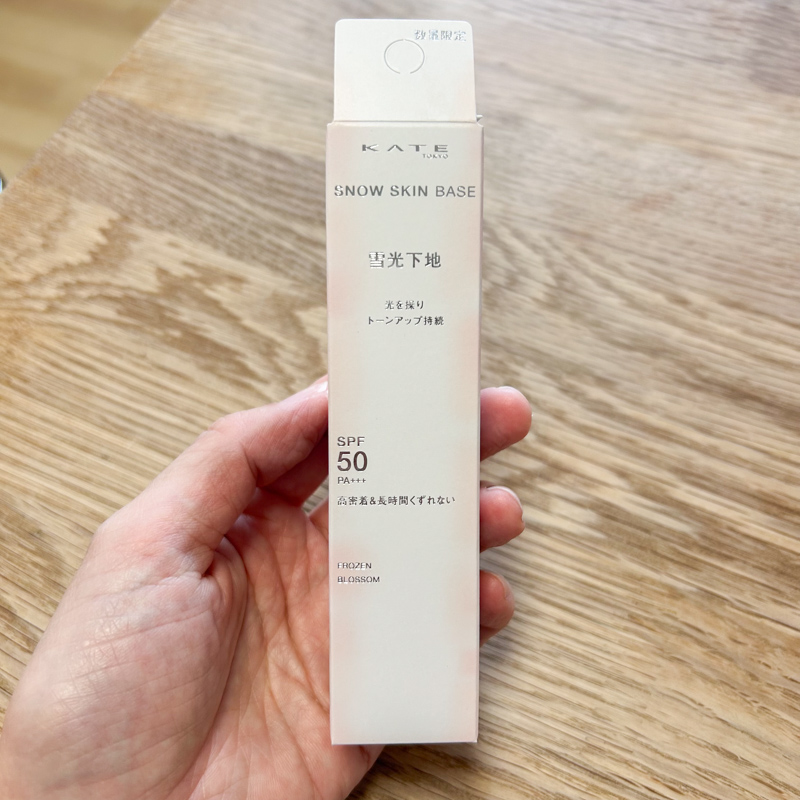 数量限定
KATE
TOKYO
SNOW SKIN BASE
雪光下地
光を操り
トーンアップ持続
SPF
50
PA+++
高密着&長時間くずれない
FROZEN
BLOSSOM